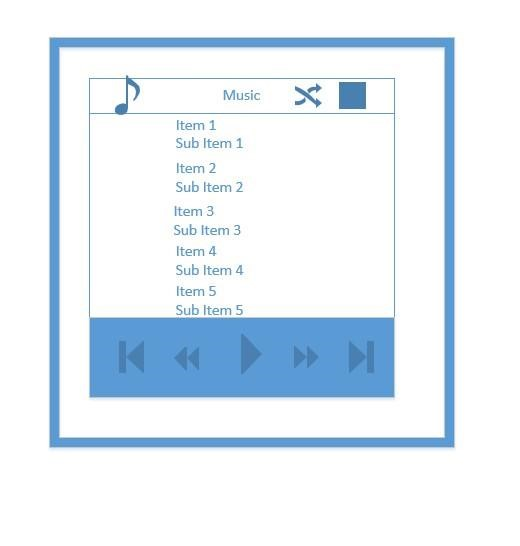 Music
Item 1
Sub Item 1
Item 2
Sub Item 2
Item 3
Sub Item 3
Item 4
Sub Item 4
Item 5
Sub Item 5